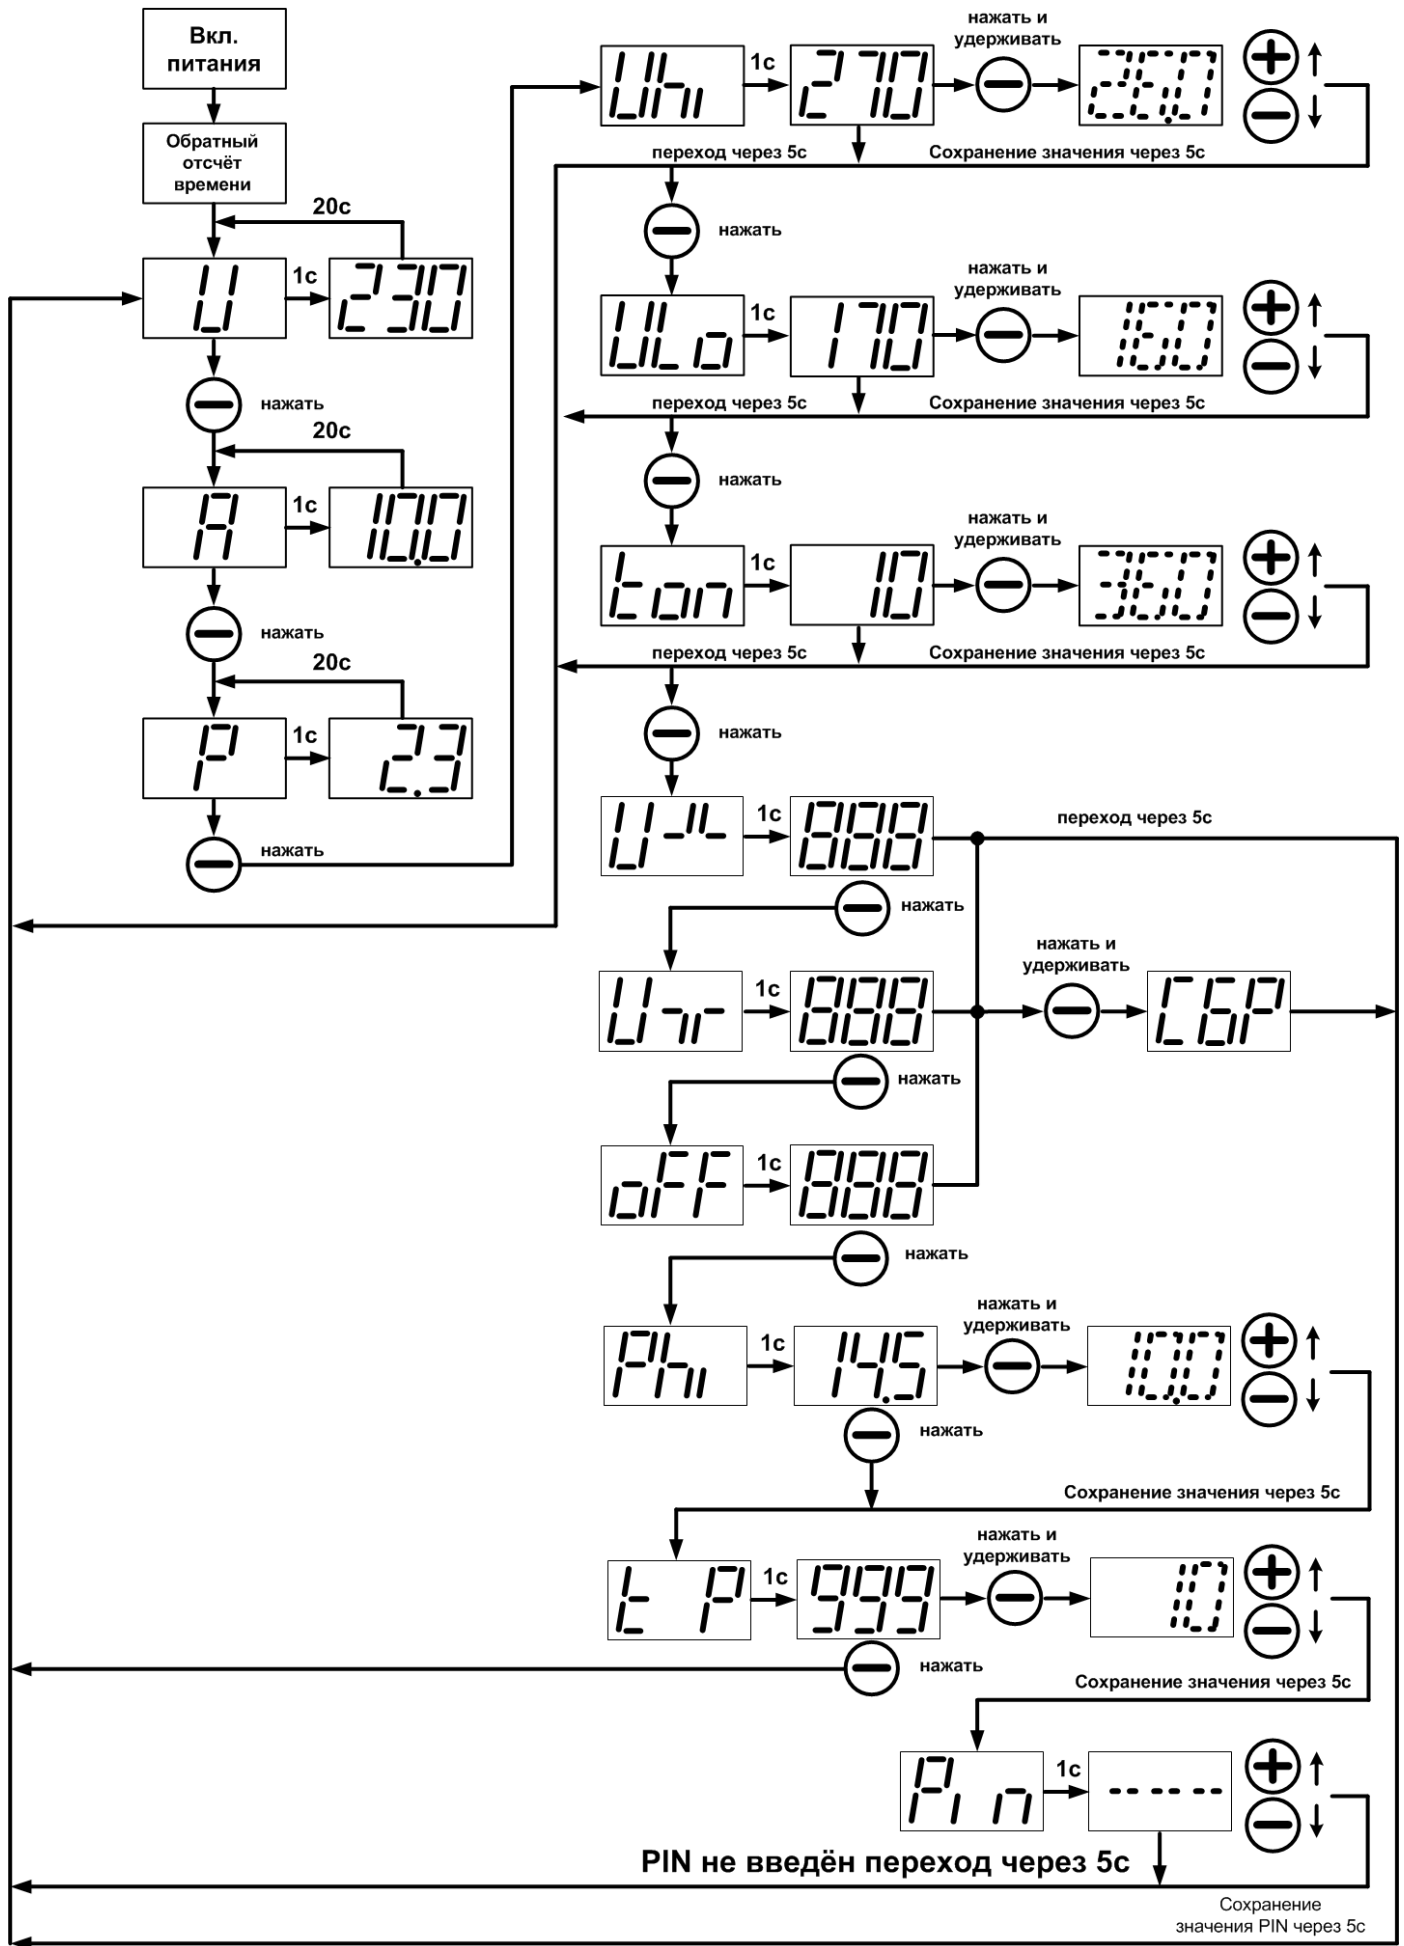 Вкл.
питания
Обратный
отсчёт
времени
20с
U
1с
230
нажать
20с
A
1с
10.0
нажать
20с
P
1с
2.3
нажать
Uhi
1с
270
нажать и
удерживать
26.0
переход через 5с
Сохранение значения через 5с
нажать
ULo
1с
170
нажать и
удерживать
160
переход через 5с
Сохранение значения через 5с
нажать
ton
1с
10
нажать и
удерживать
36.0
переход через 5с
Сохранение значения через 5с
нажать
U
1с
888
переход через 5с
нажать
U
1с
888
нажать и
удерживать
CбP
нажать
oFF
1с
888
нажать
Phi
1с
14.5
нажать и
удерживать
10.0
нажать
Сохранение значения через 5с
t P
1с
999
нажать и
удерживать
10
нажать
Сохранение значения через 5с
Pin
1с
------
PIN не введён переход через 5с
Сохранение
значения PIN через 5с